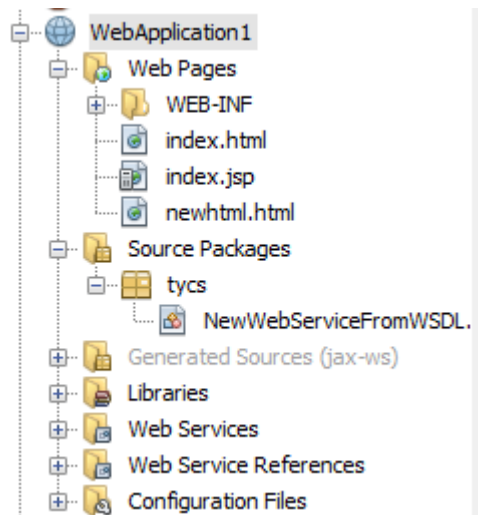 WebApplication1
Web Pages
WEB-INF
index.html
index.jsp
newhtml.html
Source Packages
tycs
NewWebServiceFromWSDL.
Generated Sources (jax-ws)
Libraries
Web Services
Web Service References
Configuration Files